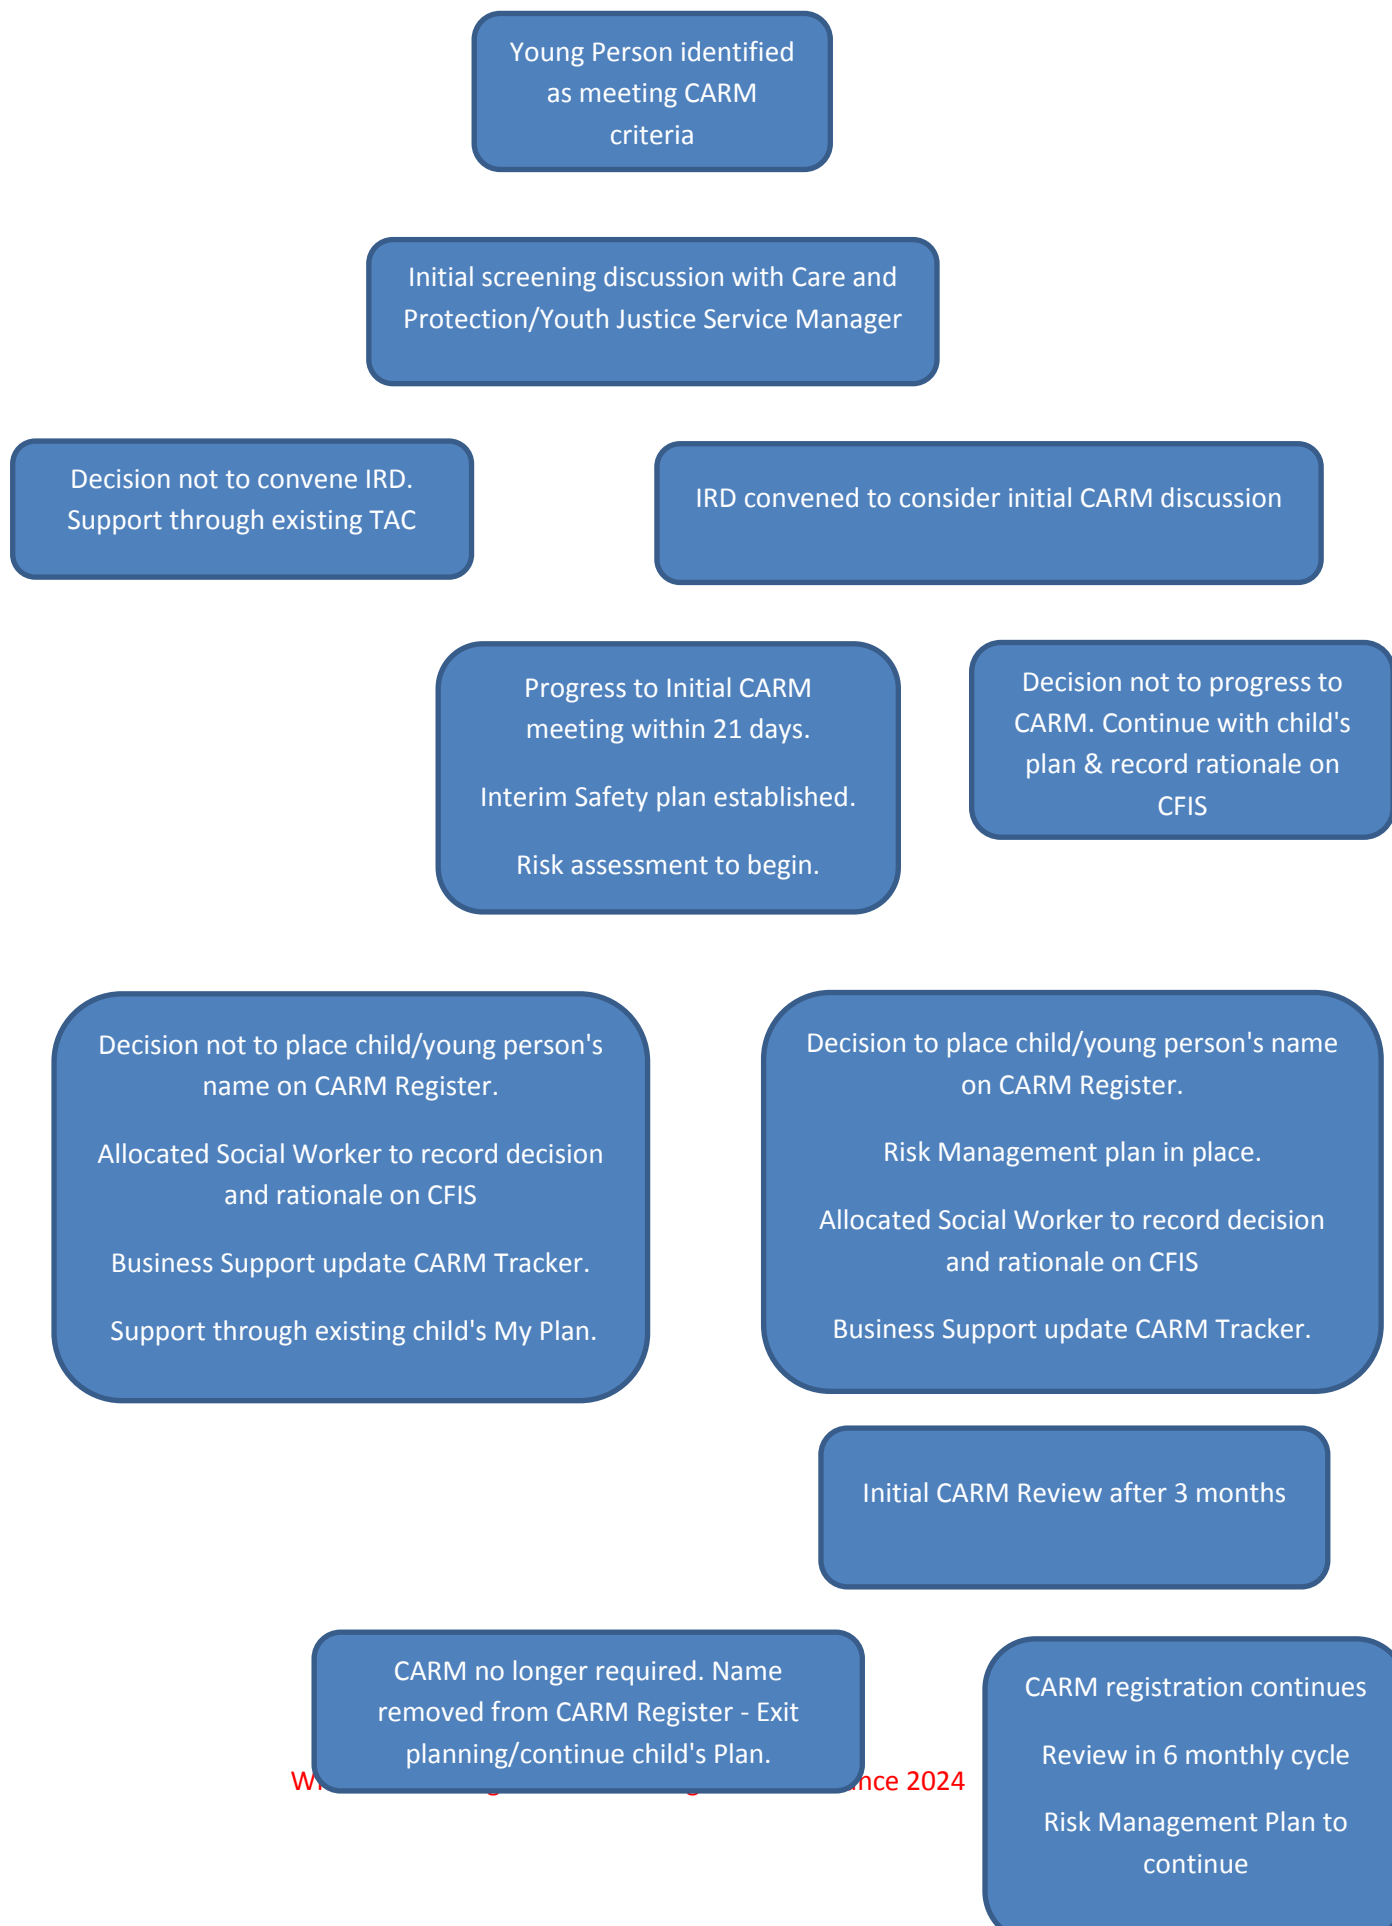 Young Person identified
as meeting CARM
criteria
Initial screening discussion with Care and
Protection/Youth Justice Service Manager
Decision not to convene IRD.
Support through existing TAC
IRD convened to consider initial CARM discussion
Progress to Initial CARM
meeting within 21 days.
Interim Safety plan established.
Risk assessment to begin.
Decision not to progress to
CARM. Continue with child's
plan & record rationale on
CFIS
Decision not to place child/young person's
name on CARM Register.
Allocated Social Worker to record decision
and rationale on CFIS
Business Support update CARM Tracker.
Support through existing child's My Plan.
Decision to place child/young person's name
on CARM Register.
Risk Management plan in place.
Allocated Social Worker to record decision
and rationale on CFIS
Business Support update CARM Tracker.
Initial CARM Review after 3 months
CARM no longer required. Name
removed from CARM Register - Exit
planning/continue child's Plan.
2024
CARM registration continues
Review in 6 monthly cycle
Risk Management Plan to
continue